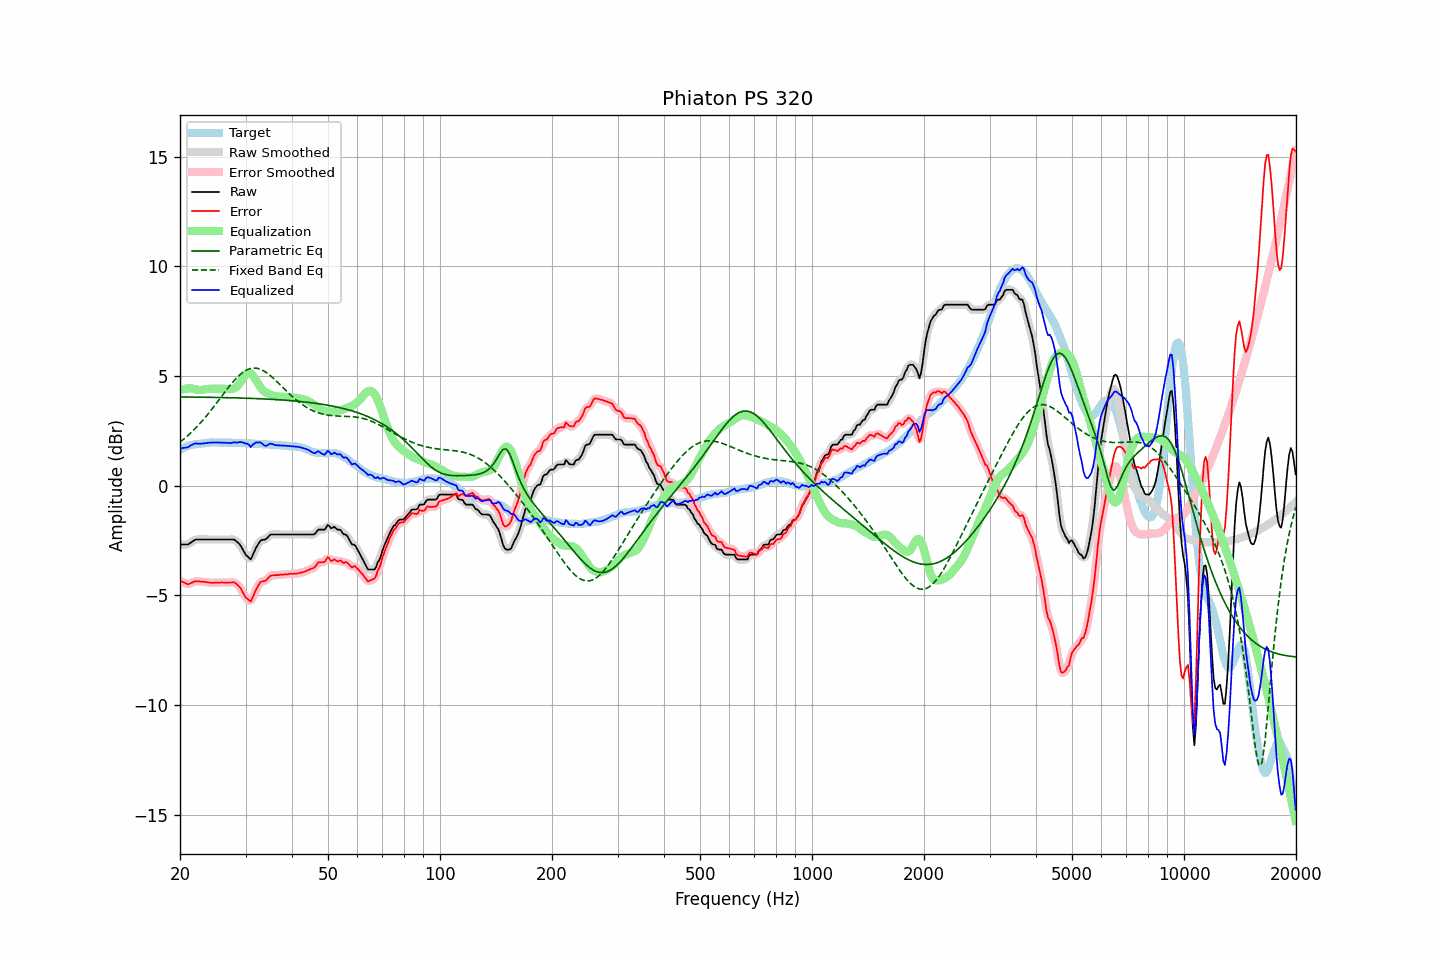 Phiaton PS 320
Target
Raw Smoothed
Error Smoothed
Raw
Error
Equalization
Parametric Eq
Fixed Band Eq
Equalized
Amplitude (dBr)
15
10
5
0
−5
−10
−15
20
50
100
200
500
1000
2000
5000
10000
20000
Frequency (Hz)